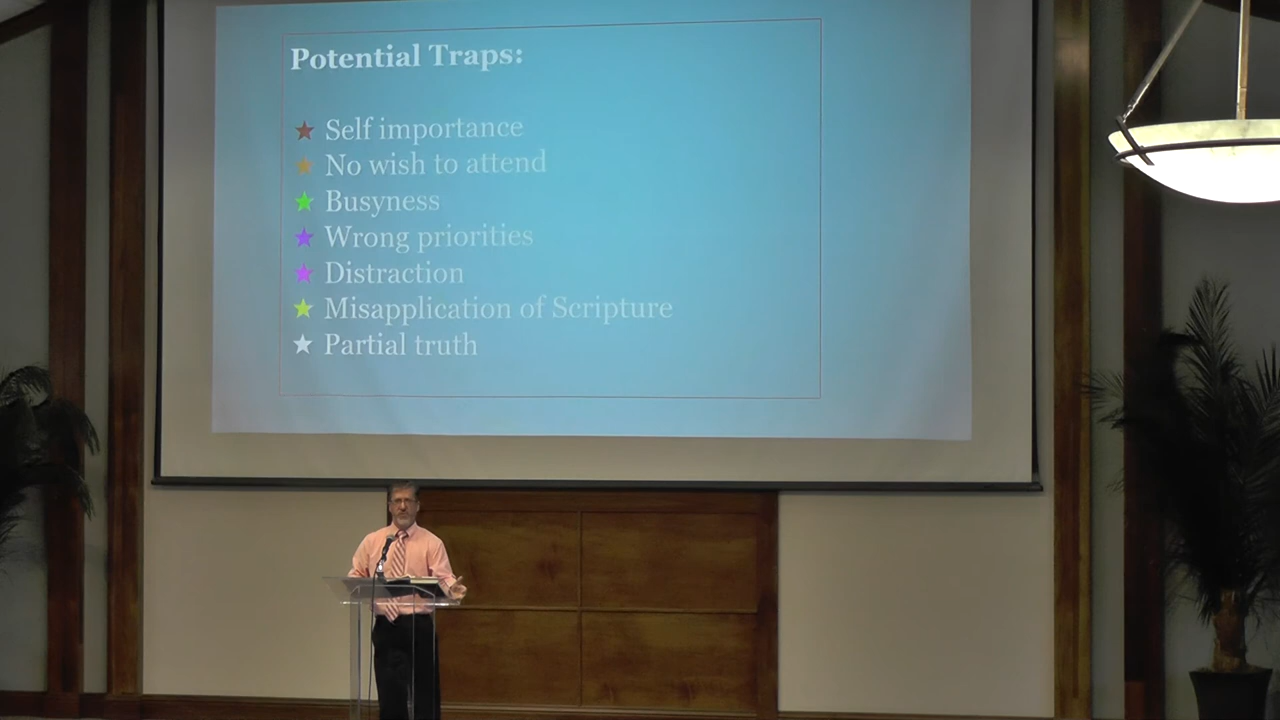 Potential Traps:
Self importance
No wish to attend
Busyness
Wrong priorities
Distraction
Misapplication of Scripture
Partial truth